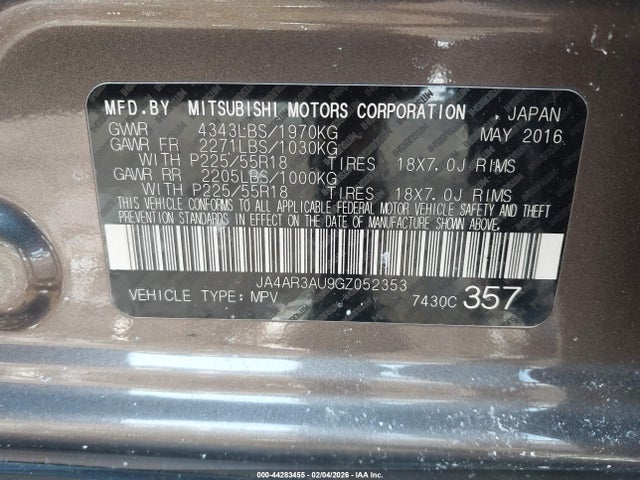 MFD.BY MITSUBISHI MOTORS CORPORATION . JAPAN
GVWR 4343LBS/1970KG MAY 2016
GAWR FR 2271LBS/1030KG
WITH P225/55R18 TIRES 18X7.0J RIMS
GAWR RR 2205LBS/1000KG
WITH P225/55R18 TIRES 18X7.0J RIMS
THIS VEHICLE CONFORMS TO ALL APPLICABLE FEDERAL MOTOR VEHICLE SAFETY AND THEFT
PREVENTION STANDARDS IN EFFECT ON THE DATE OF MANUFACTURE SHOWN ABOVE.
JA4AR3AU9GZ052353
VEHICLE TYPE: MPV 7430C 357
000-44283455 - 02/04/2026 - IAA, Inc.